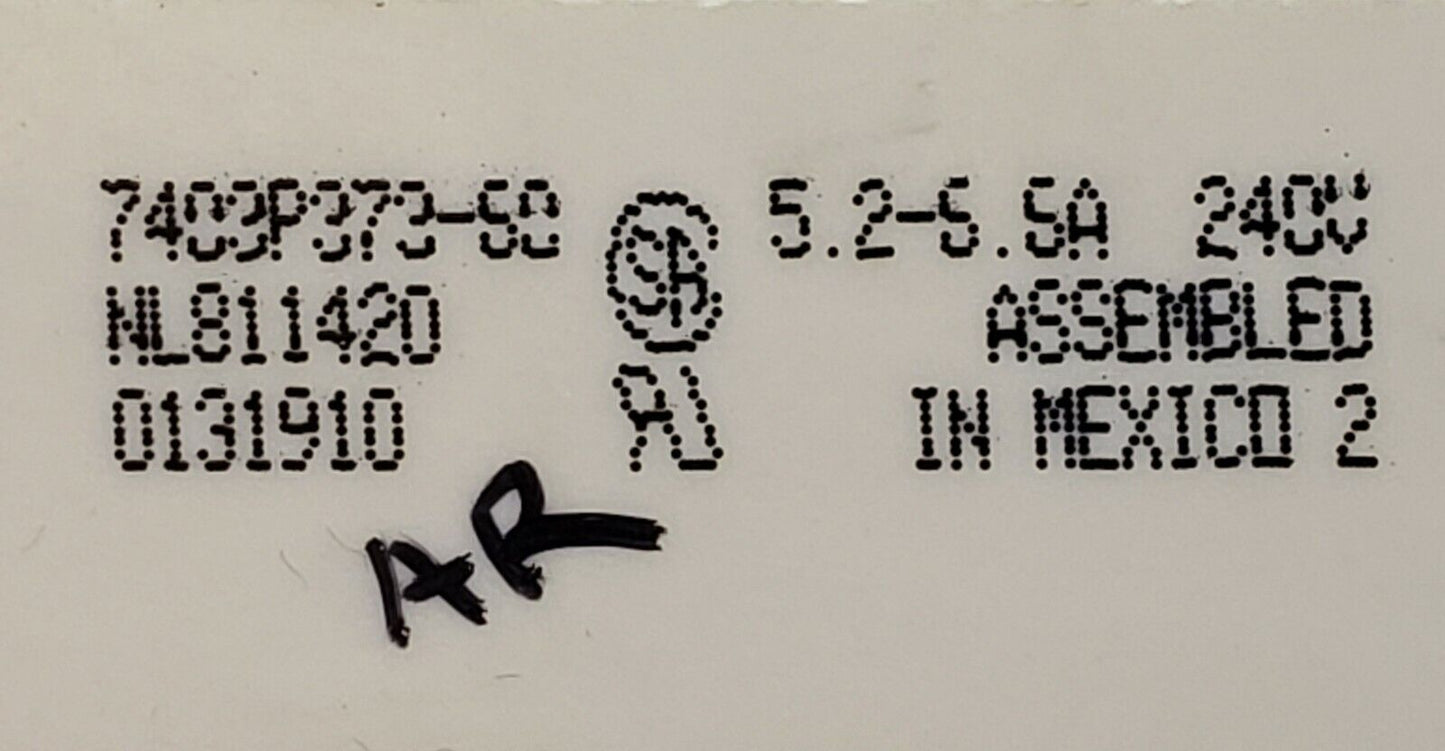 7403P373-60 5.2-6.5A 240V
NL811420 ASSEMBLED
0131910 IN MEXICO 2
AR